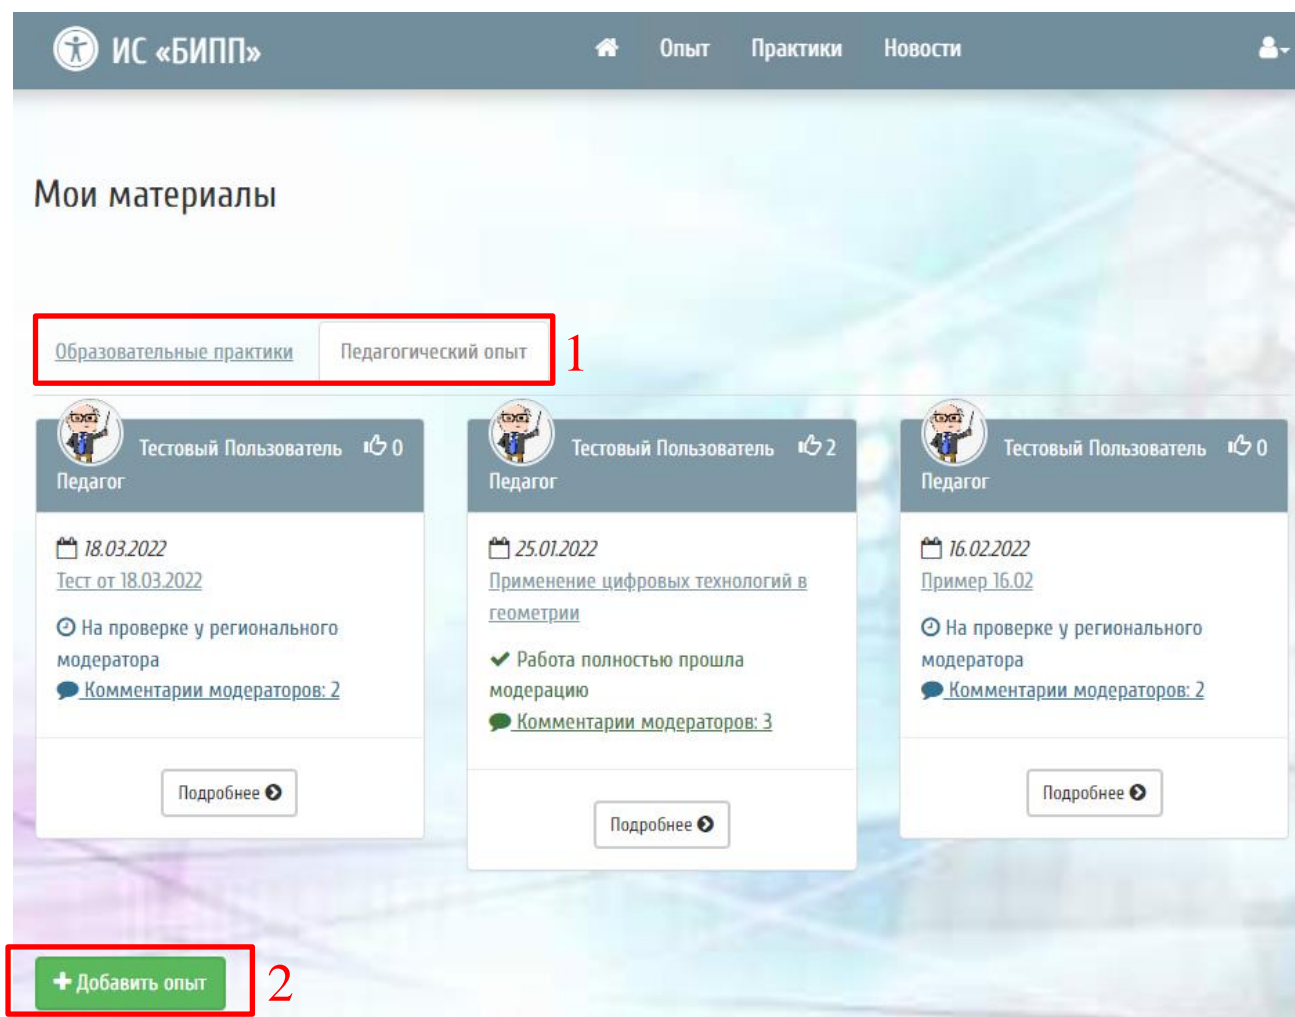 ИС «БИПП»
Опыт Практики Новости
Мои материалы
Образовательные практики Педагогический опыт 1
Тестовый Пользователь 0
Педагог
18.03.2022
Тест от 18.03.2022
На проверке у регионального
модератора
Комментарии модераторов: 2
Подробнее
Тестовый Пользователь 2
Педагог
25.01.2022
Применение цифровых технологий в
геометрии
Работа полностью прошла
модерацию
Комментарии модераторов: 3
Подробнее
Тестовый Пользователь 0
Педагог
16.02.2022
Пример 16.02
На проверке у регионального
модератора
Комментарии модераторов: 2
Подробнее
Добавить опыт 2